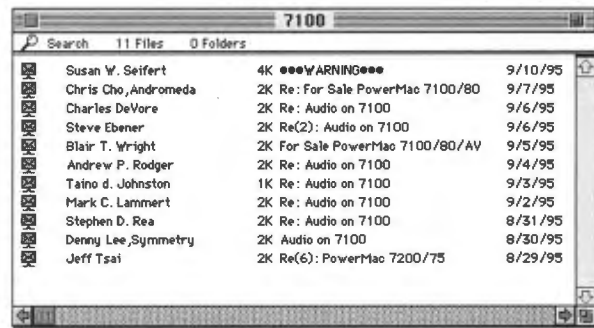 7100
Search 11 Files 0 Folders
Susan W. Seifert 4K ●●●WARNING●●● 9/10/95
Chris Cho,Andromeda 2K Re: For Sale PowerMac 7100/80 9/7/95
Charles DeVore 2K Re: Audio on 7100 9/6/95
Steve Ebener 2K Re(2): Audio on 7100 9/6/95
Blair T. Wright 2K For Sale PowerMac 7100/80/AV 9/5/95
Andrew P. Rodger 2K Re: Audio on 7100 9/4/95
Taino d. Johnston 1K Re: Audio on 7100 9/3/95
Mark C. Lammert 2K Re: Audio on 7100 9/2/95
Stephen D. Rea 2K Re: Audio on 7100 8/31/95
Denny Lee,Symmetry 2K Audio on 7100 8/30/95
Jeff Tsai 2K Re(6): PowerMac 7200/75 8/29/95